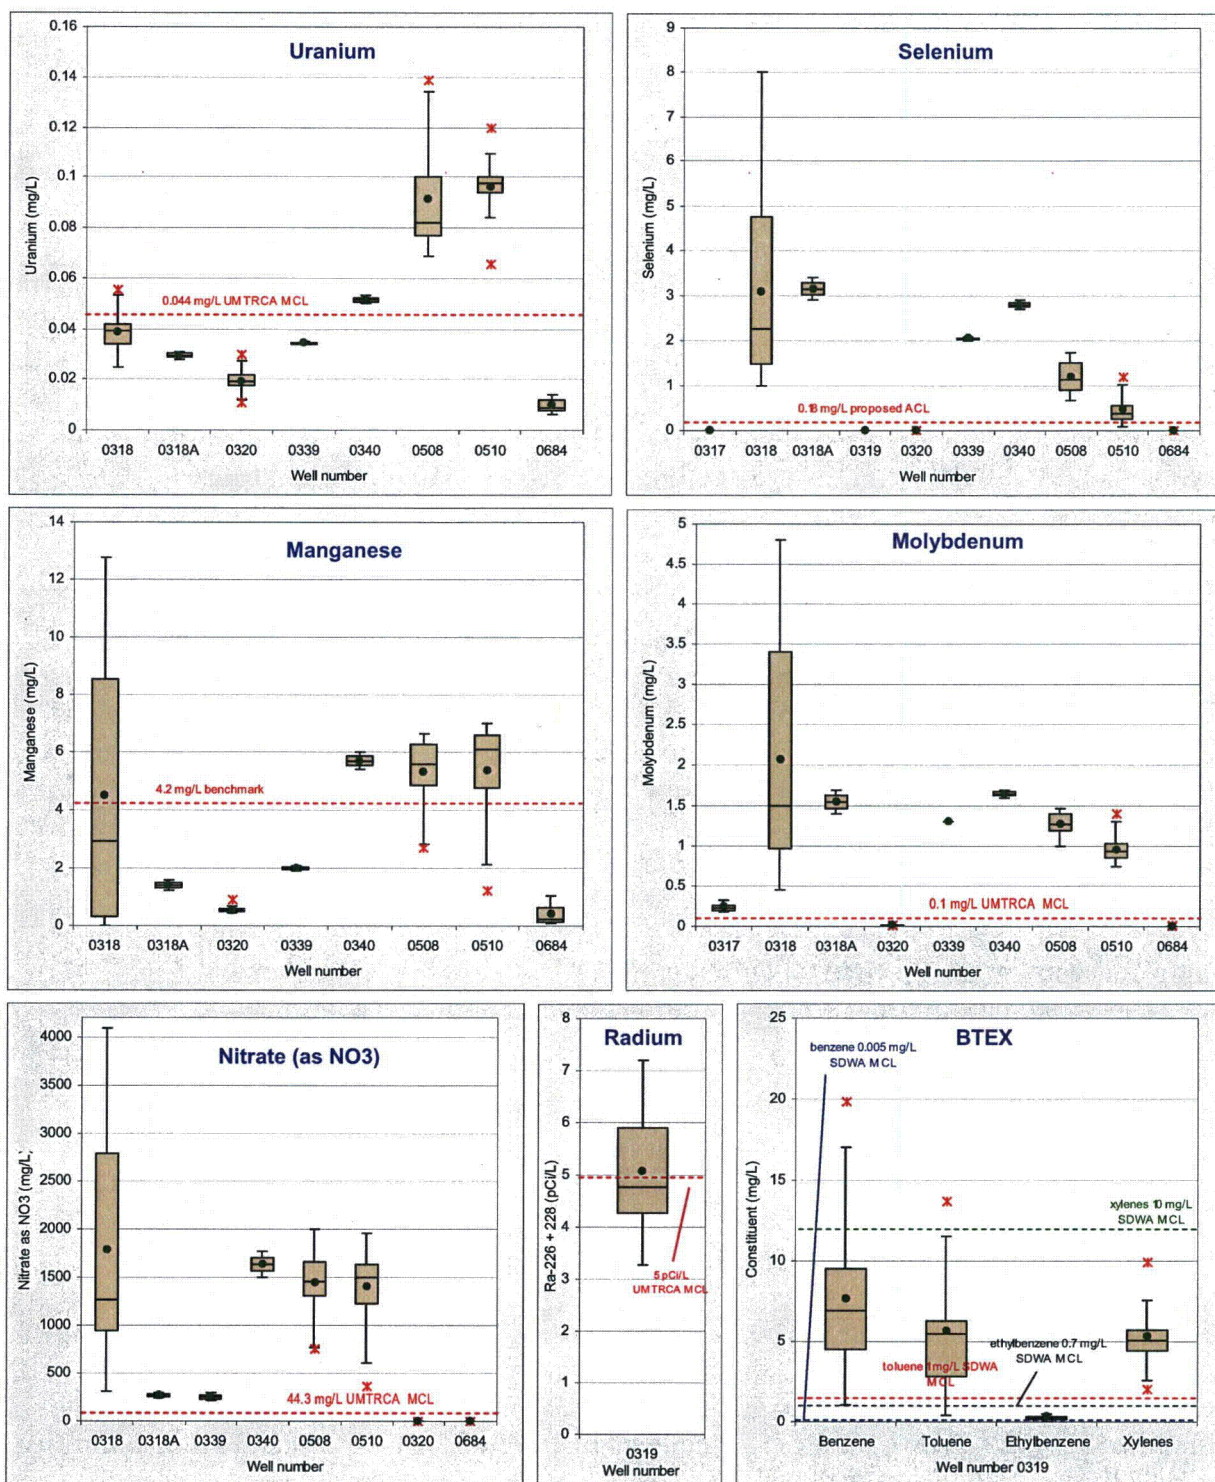 Uranium
0.16
0.14
0.12
0.1
0.08
0.06
0.04
0.02
0
Uranium (mg/L)
0.044 mg/L UMTRCA MCL
0318 0318A 0320 0339 0340 0508 0510 0684
Well number
Selenium
9
8
7
6
5
4
3
2
1
0
Selenium (mg/L)
0.18 mg/L proposed ACL
0317 0318 0318A 0319 0320 0339 0340 0508 0510 0684
Well number
Manganese
14
12
10
8
6
4
2
0
Manganese (mg/L)
4.2 mg/L benchmark
0318 0318A 0320 0339 0340 0508 0510 0684
Well number
Molybdenum
5
4.5
4
3.5
3
2.5
2
1.5
1
0.5
0
Molybdenum (mg/L)
0.1 mg/L UMTRCA MCL
0317 0318 0318A 0320 0339 0340 0508 0510 0684
Well number
Nitrate (as NO3)
4000
3500
3000
2500
2000
1500
1000
500
0
Nitrate as NO3 (mg/L;
44.3 mg/L UMTRCA MCL
0318 0318A 0339 0340 0508 0510 0320 0684
Well number
Radium
8
7
6
5
4
3
2
1
0
Ra-226 + 228 (pCi/L)
5 pCi/L
UMTRCA MCL
0319
Well number
BTEX
25
20
15
10
5
0
Constituent (mg/L)
benzene 0.005 mg/L
SDWA MCL
xylenes 10 mg/L
SDWA MCL
ethylbenzene 0.7 mg/L
SDWA MCL
toluene 1 mg/L SDWA
MCL
Benzene Toluene Ethylbenzene Xylenes
Well number 0319